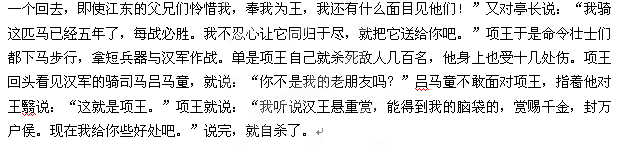 一个回去，即使江东的父兄们怜惜我，奉我为王，我还有什么面目见他们！”又对亭长说：“我骑
这匹马已经五年了，每战必胜。我不忍心让它同归于尽，就把它送给你吧。”项王于是命令壮士们
都下马步行，拿短兵器与汉军作战。单是项王自己就杀死敌人几百名，他身上也受十几处伤。项王
回头看见汉军的骑司马吕马童，就说：“你不是我的老朋友吗？”吕马童不敢面对项王，指着他对
王翳说：“这就是项王。”项王就说：“我听说汉王悬重赏，能得到我的脑袋的，赏赐千金，封万
户侯。现在我给你些好处吧。”说完，就自杀了。